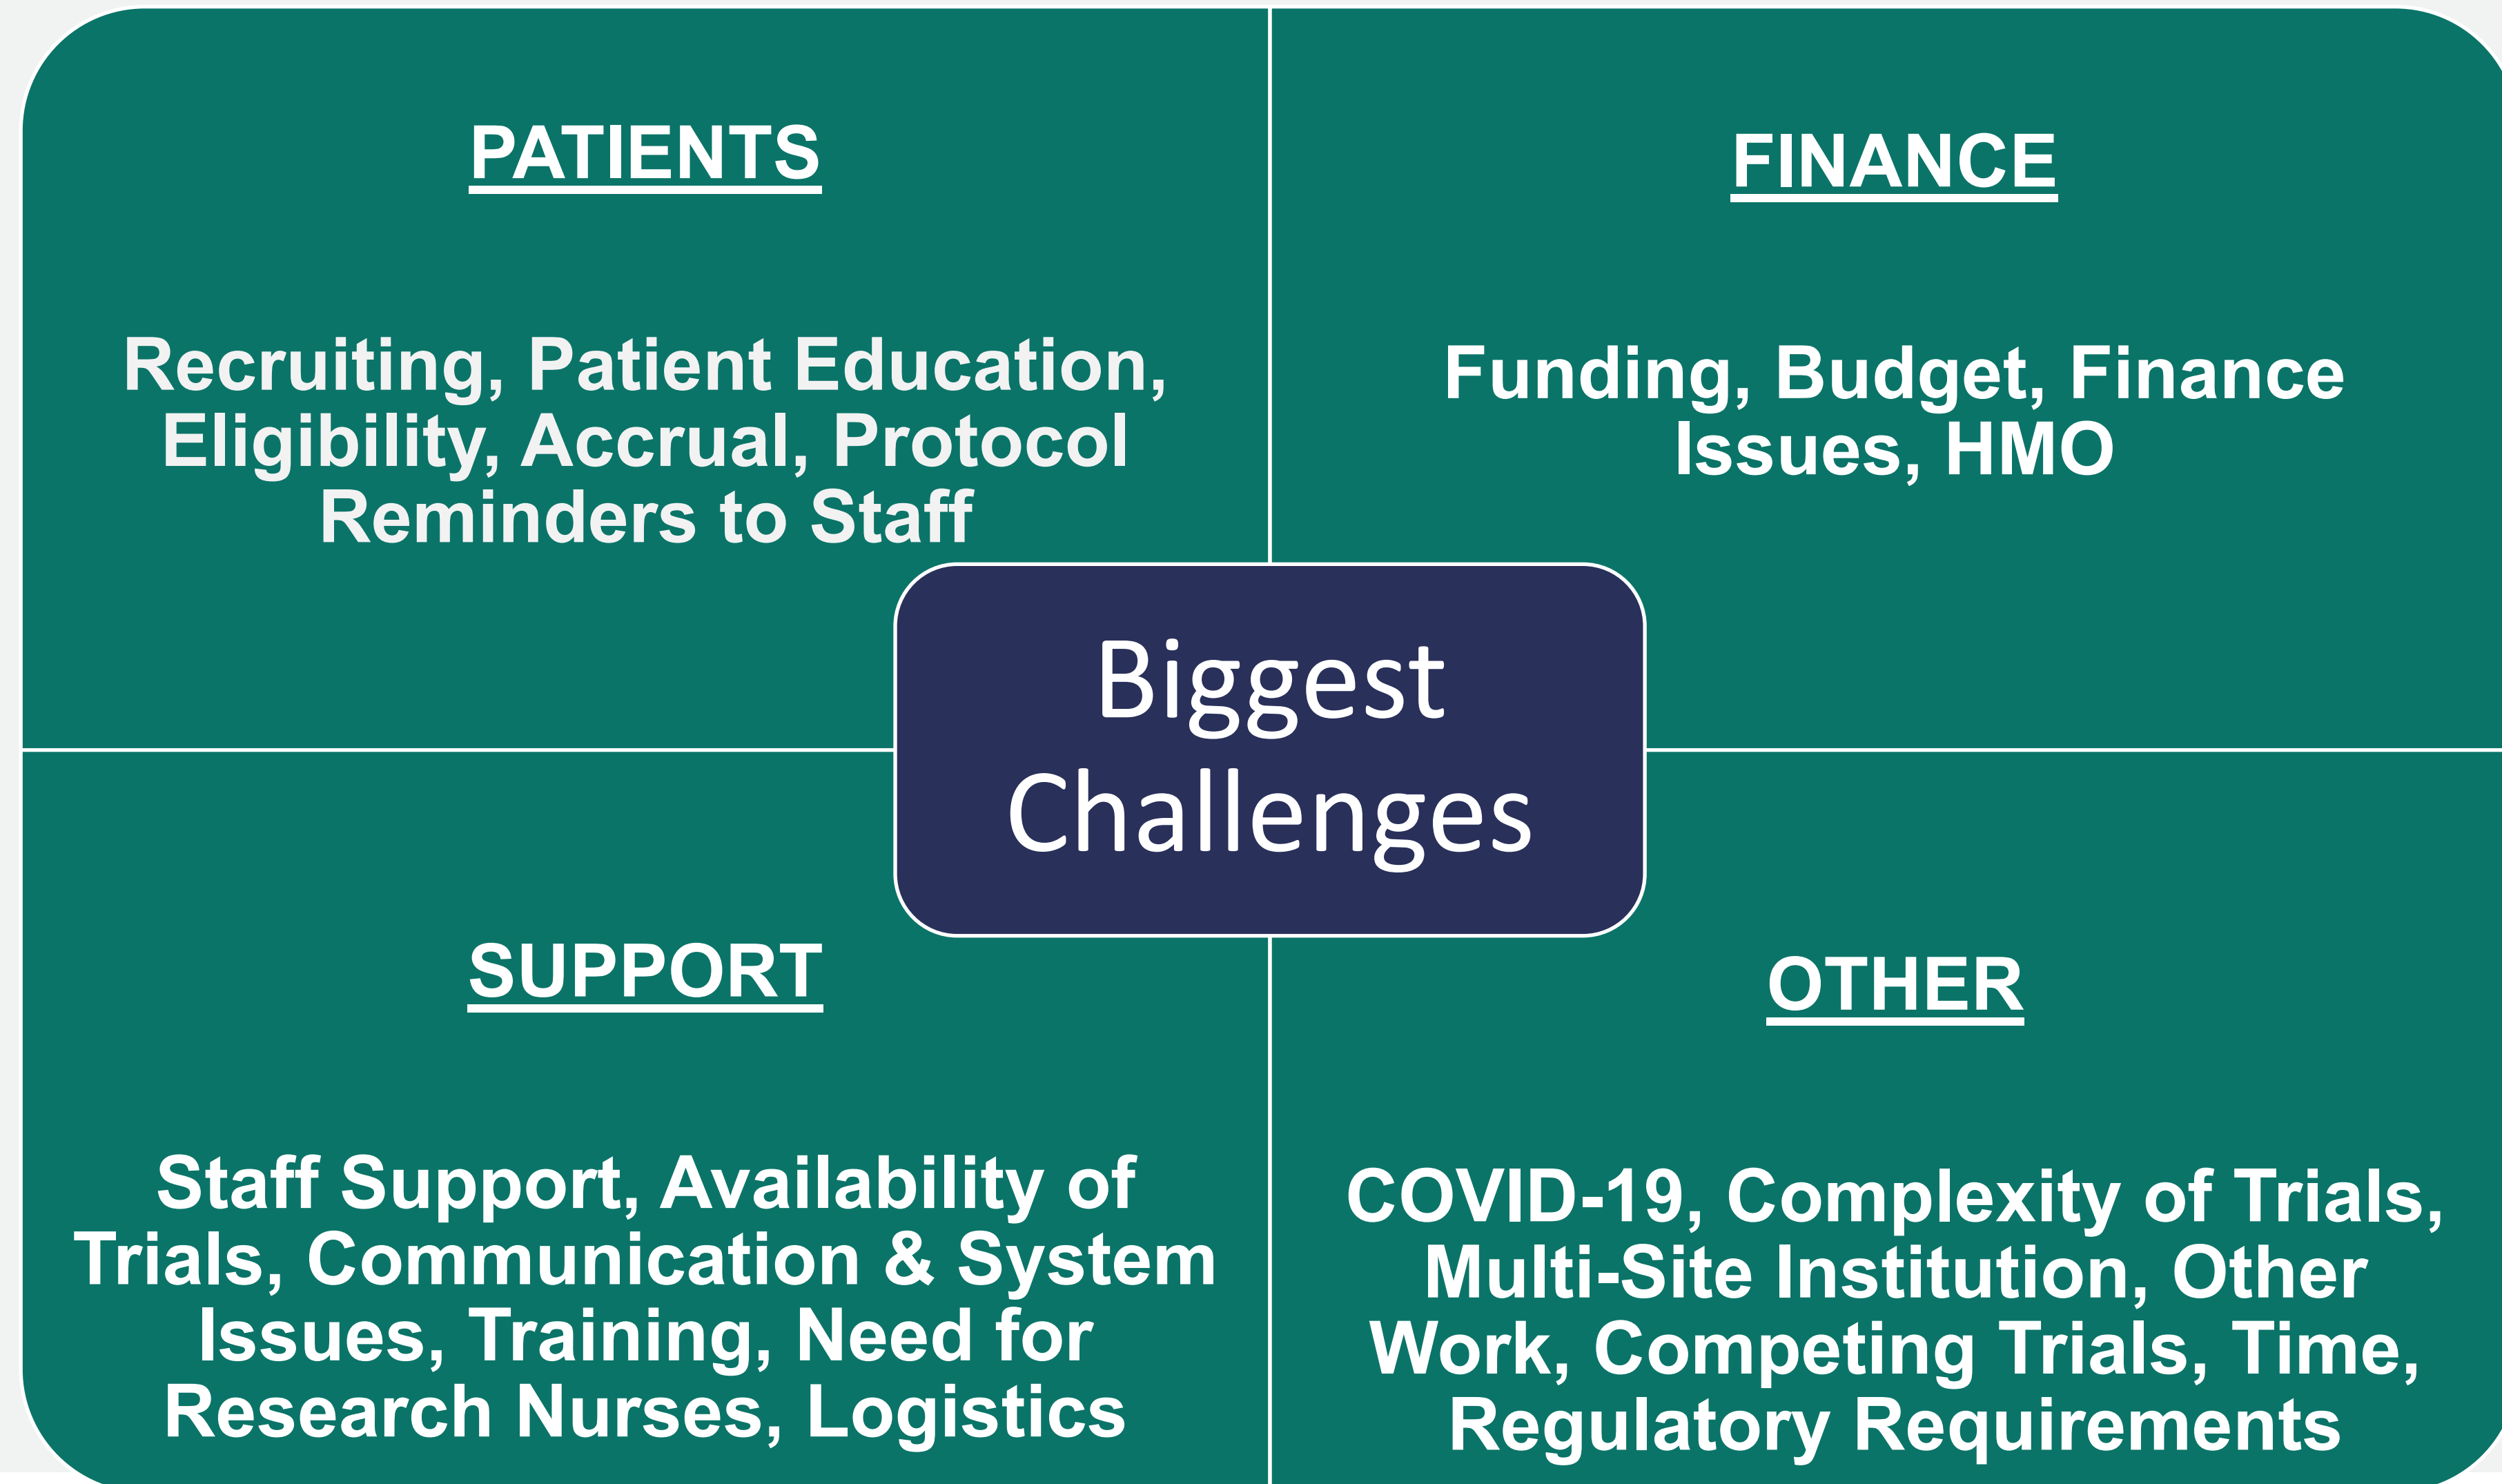 PATIENTS
Recruiting, Patient Education,
Eligibility, Accrual, Protocol
Reminders to Staff
FINANCE
Funding, Budget, Finance
Issues, HMO
Biggest
Challenges
SUPPORT
Staff Support, Availability of
Trials, Communication & System
Issues, Training, Need for
Research Nurses, Logistics
OTHER
COVID-19, Complexity of Trials,
Multi-Site Institution, Other
Work, Competing Trials, Time,
Regulatory Requirements